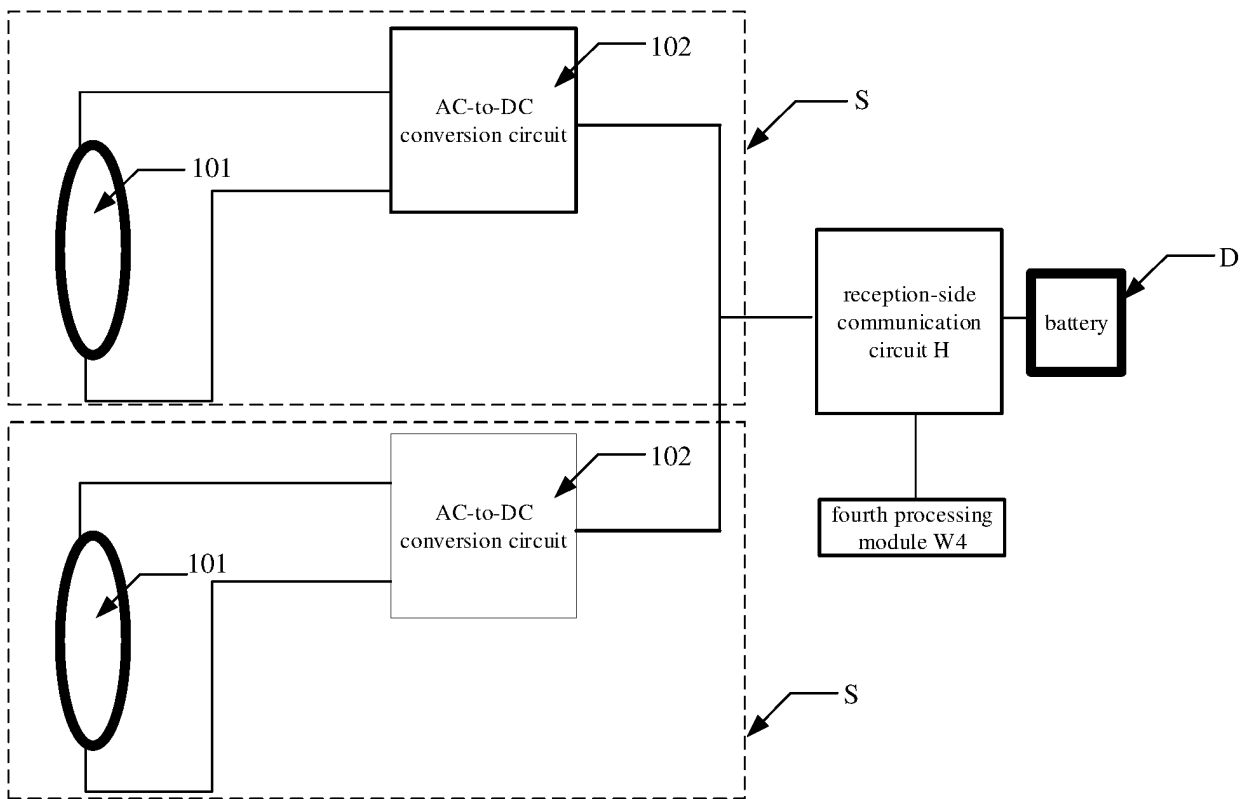 102
AC-to-DC
conversion circuit
S
101
D
reception-side
communication
circuit H
battery
102
AC-to-DC
conversion circuit
fourth processing
module W4
101
S